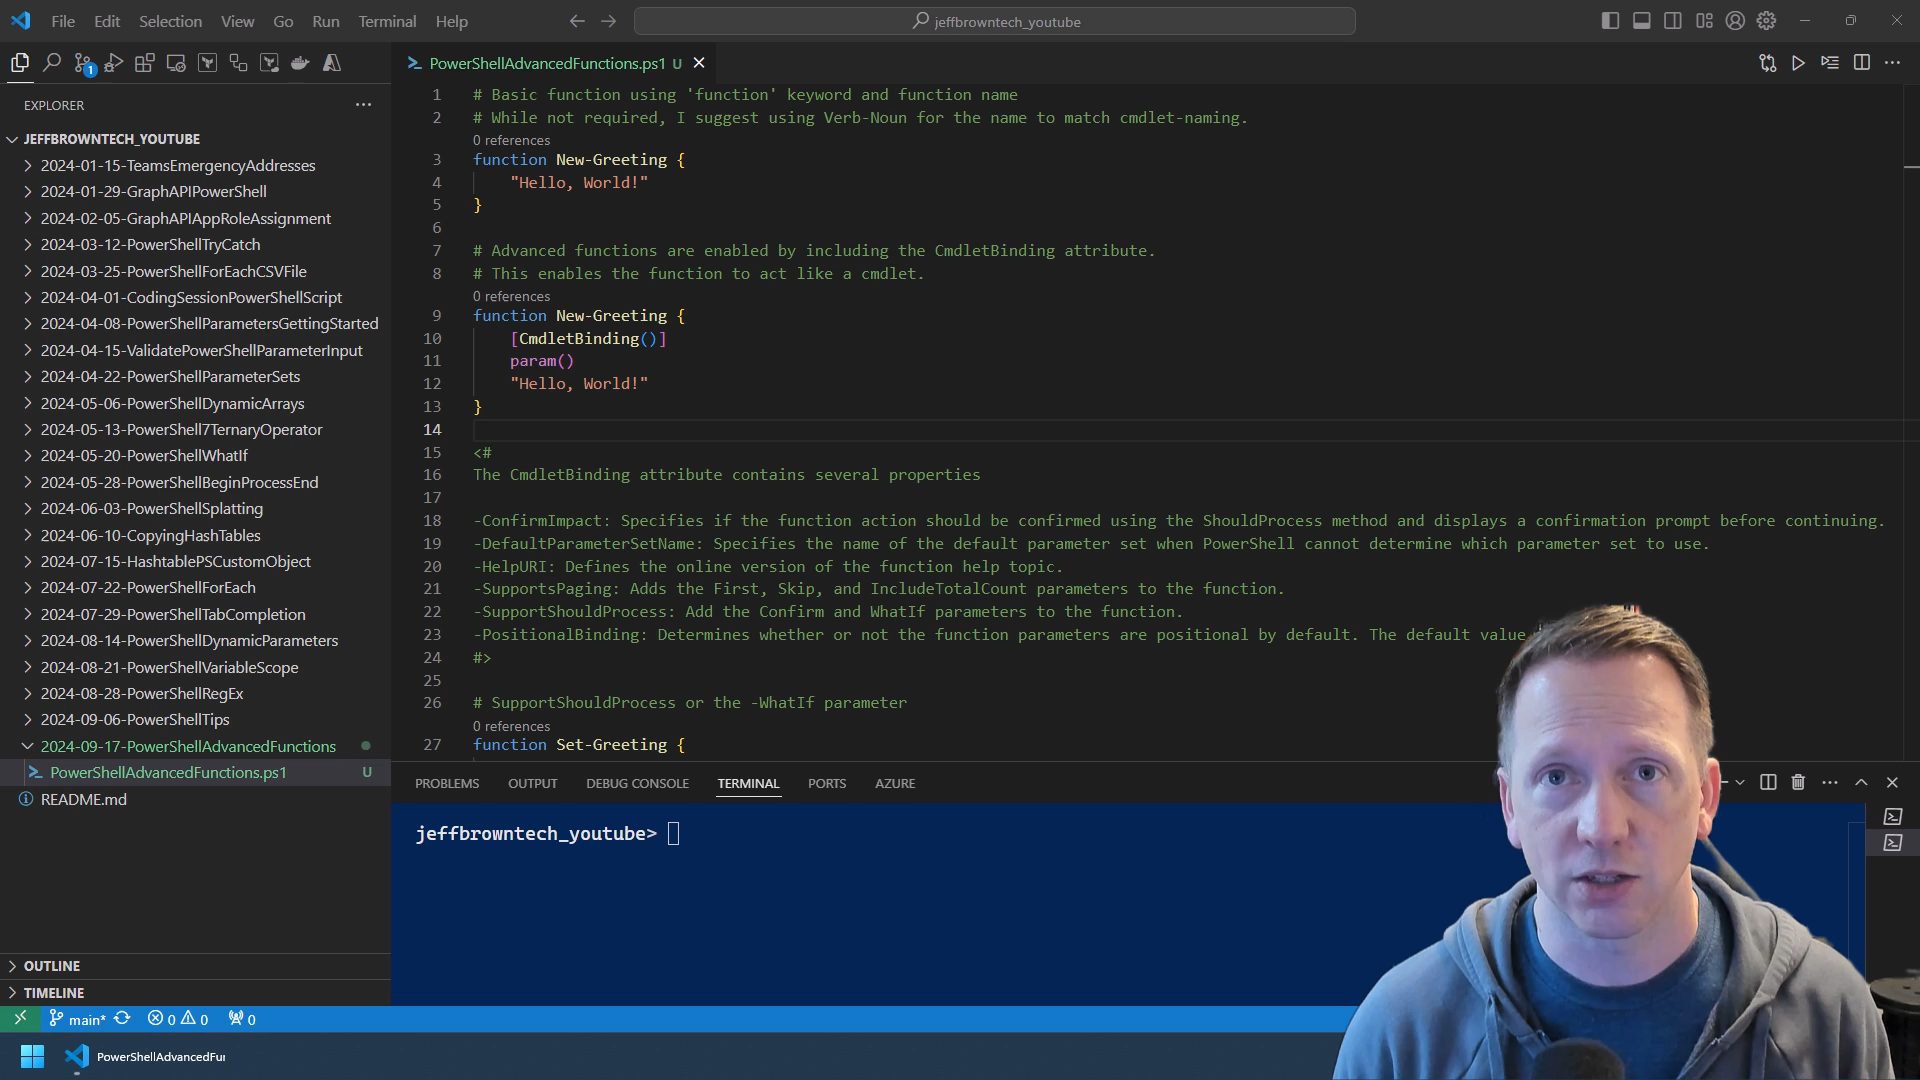 File Edit Selection View Go Run Terminal Help
jeffbrowntech_youtube
1
PowerShellAdvancedFunctions.ps1 U
EXPLORER
JEFFBROWNTECH_YOUTUBE
2024-01-15-TeamsEmergencyAddresses
2024-01-29-GraphAPIPowerShell
2024-02-05-GraphAPIAppRoleAssignment
2024-03-12-PowerShellTryCatch
2024-03-25-PowerShellForEachCSVFile
2024-04-01-CodingSessionPowerShellScript
2024-04-08-PowerShellParametersGettingStarted
2024-04-15-ValidatePowerShellParameterInput
2024-04-22-PowerShellParameterSets
2024-05-06-PowerShellDynamicArrays
2024-05-13-PowerShell7TernaryOperator
2024-05-20-PowerShellWhatIf
2024-05-28-PowerShellBeginProcessEnd
2024-06-03-PowerShellSplatting
2024-06-10-CopyingHashTables
2024-07-15-HashtablePSCustomObject
2024-07-22-PowerShellForEach
2024-07-29-PowerShellTabCompletion
2024-08-14-PowerShellDynamicParameters
2024-08-21-PowerShellVariableScope
2024-08-28-PowerShellRegEx
2024-09-06-PowerShellTips
2024-09-17-PowerShellAdvancedFunctions
PowerShellAdvancedFunctions.ps1 U
README.md
OUTLINE
TIMELINE
1 # Basic function using 'function' keyword and function name
2 # While not required, I suggest using Verb-Noun for the name to match cmdlet-naming.
0 references
3 function New-Greeting {
4 "Hello, World!"
5 }
6
7 # Advanced functions are enabled by including the CmdletBinding attribute.
8 # This enables the function to act like a cmdlet.
0 references
9 function New-Greeting {
10 [CmdletBinding()]
11 param()
12 "Hello, World!"
13 }
14
15 <#
16 The CmdletBinding attribute contains several properties
17
18 -ConfirmImpact: Specifies if the function action should be confirmed using the ShouldProcess method and displays a confirmation prompt before continuing.
19 -DefaultParameterSetName: Specifies the name of the default parameter set when PowerShell cannot determine which parameter set to use.
20 -HelpURI: Defines the online version of the function help topic.
21 -SupportsPaging: Adds the First, Skip, and IncludeTotalCount parameters to the function.
22 -SupportShouldProcess: Add the Confirm and WhatIf parameters to the function.
23 -PositionalBinding: Determines whether or not the function parameters are positional by default. The default value
24 #>
25
26 # SupportShouldProcess or the -WhatIf parameter
0 references
27 function Set-Greeting {
PROBLEMS OUTPUT DEBUG CONSOLE TERMINAL PORTS AZURE
jeffbrowntech_youtube>
main* 0 0 0
PowerShellAdvancedFu